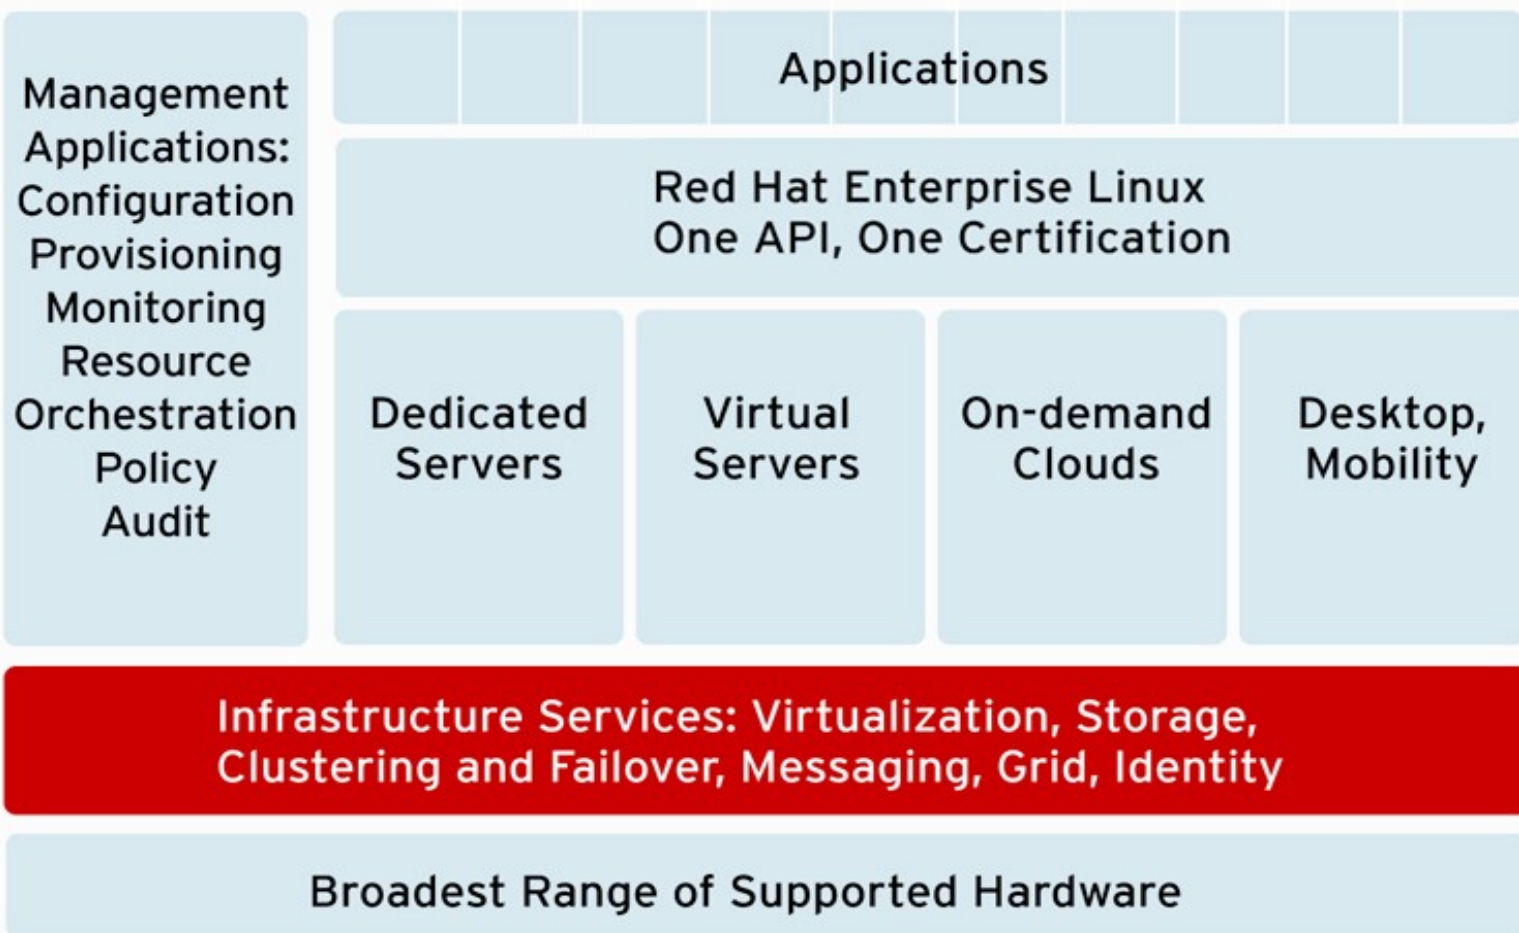 Management
Applications:
Configuration
Provisioning
Monitoring
Resource
Orchestration
Policy
Audit
Applications
Red Hat Enterprise Linux
One API, One Certification
Dedicated
Servers
Virtual
Servers
On-demand
Clouds
Desktop,
Mobility
Infrastructure Services: Virtualization, Storage,
Clustering and Failover, Messaging, Grid, Identity
Broadest Range of Supported Hardware